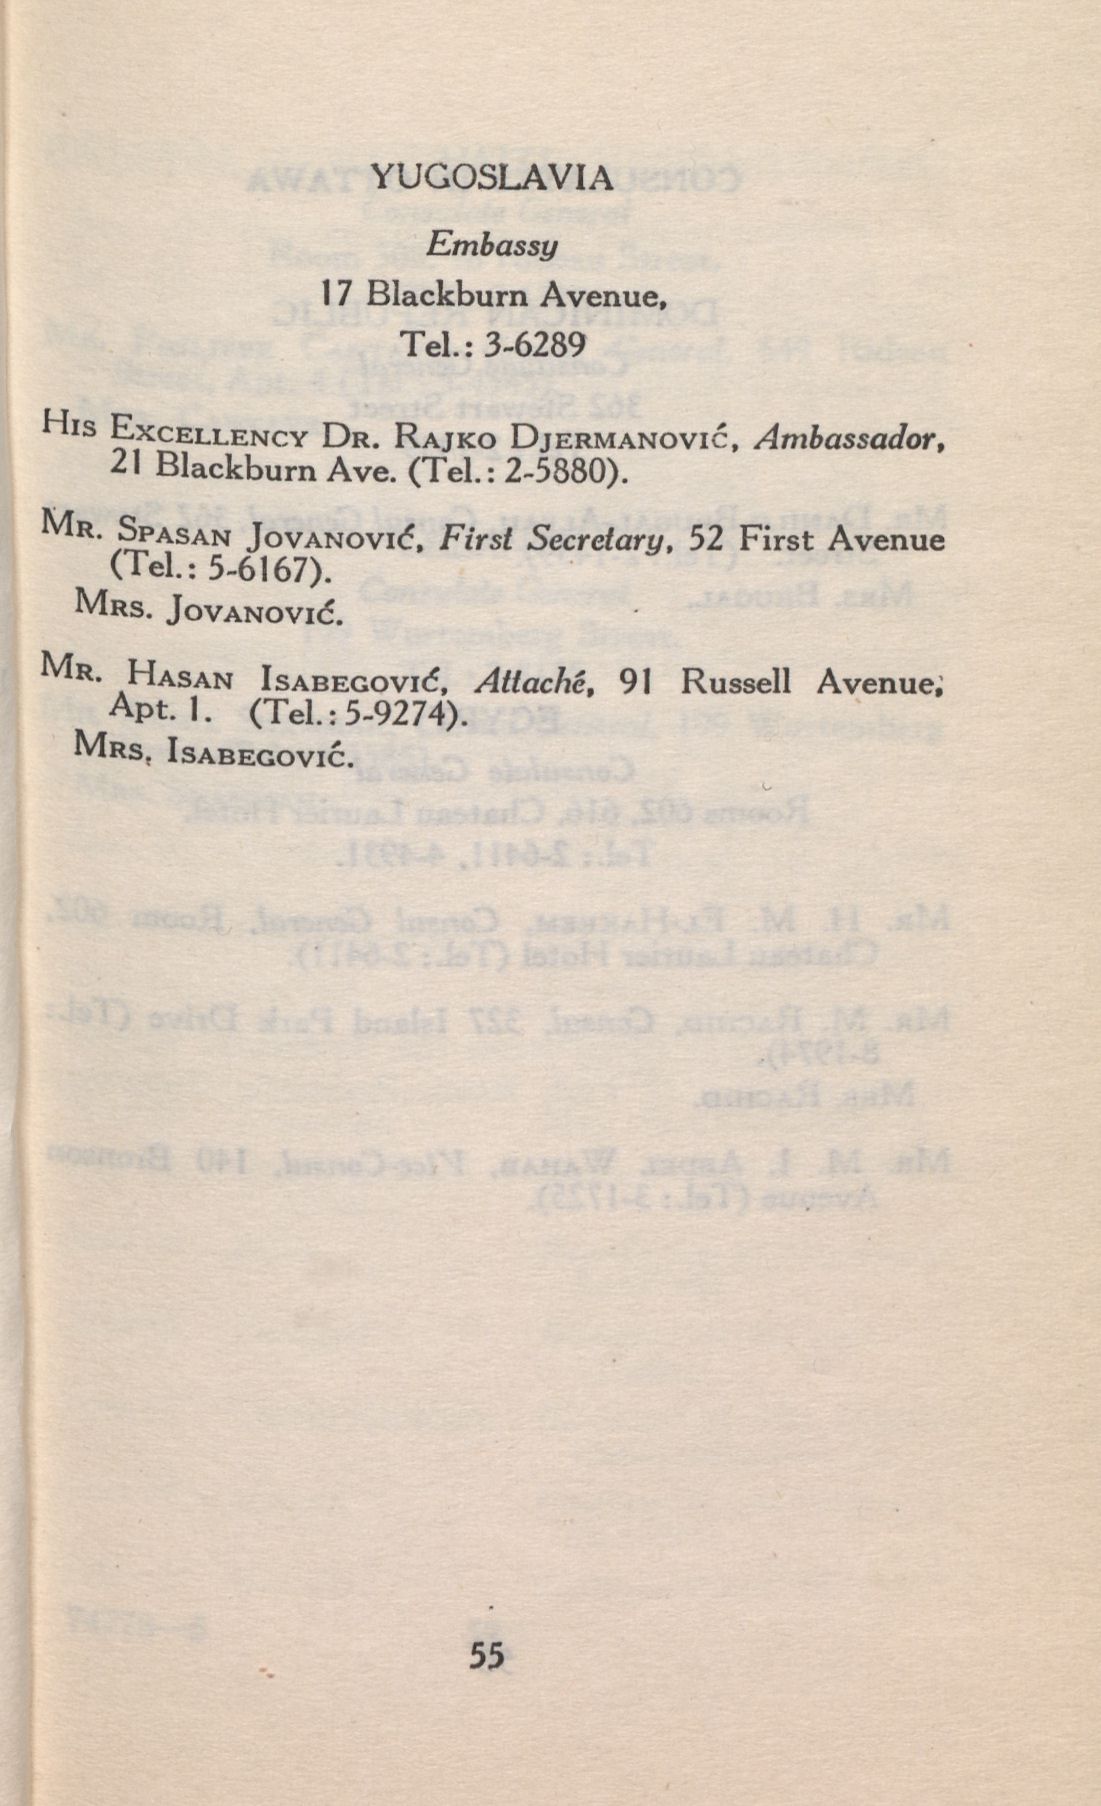 YUGOSLAVIA
Embassy
17 Blackburn Avenue,
Tel.: 3-6289
HIS EXCELLENCY DR. RAJKO DJERMANOVIĆ, Ambassador,
21 Blackburn Ave. (Tel.: 2-5880).
MR. SPASAN JOVANOVIĆ, First Secretary, 52 First Avenue
(Tel.: 5-6167).
MRS. JOVANOVIĆ.
MR. HASAN ISABEGOVIĆ, Attaché, 91 Russell Avenue,
Apt. 1. (Tel.: 5-9274).
MRS. ISABEGOVIĆ.
55